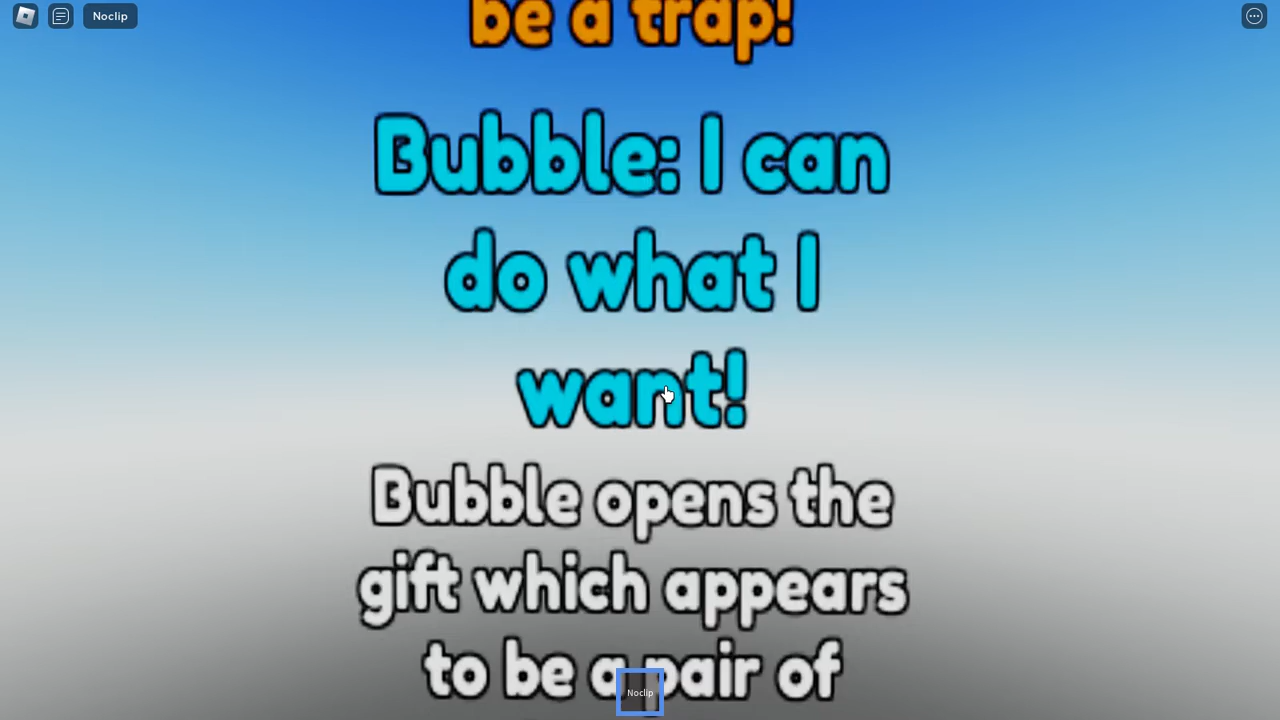 Noclip
be a trap!
Bubble: I can
do what I
want!
Bubble opens the
gift which appears
to be a pair of
Noclip